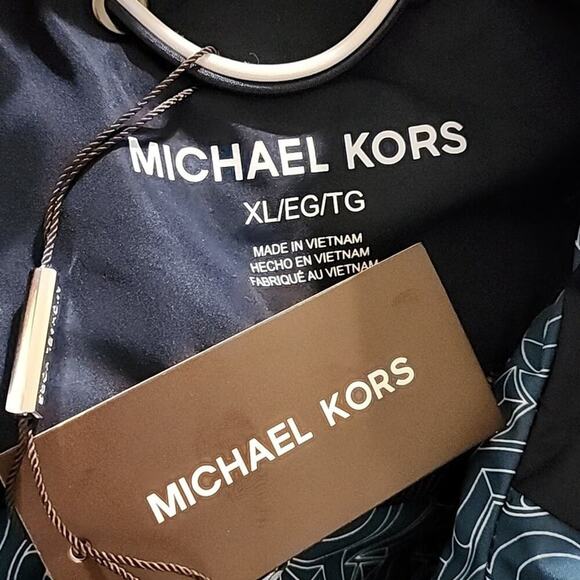 MICHAEL KORS
XL/EG/TG
MADE IN VIETNAM
HECHO EN VIETNAM
FABRIQUÉ AU VIETNAM
MICHAEL KORS